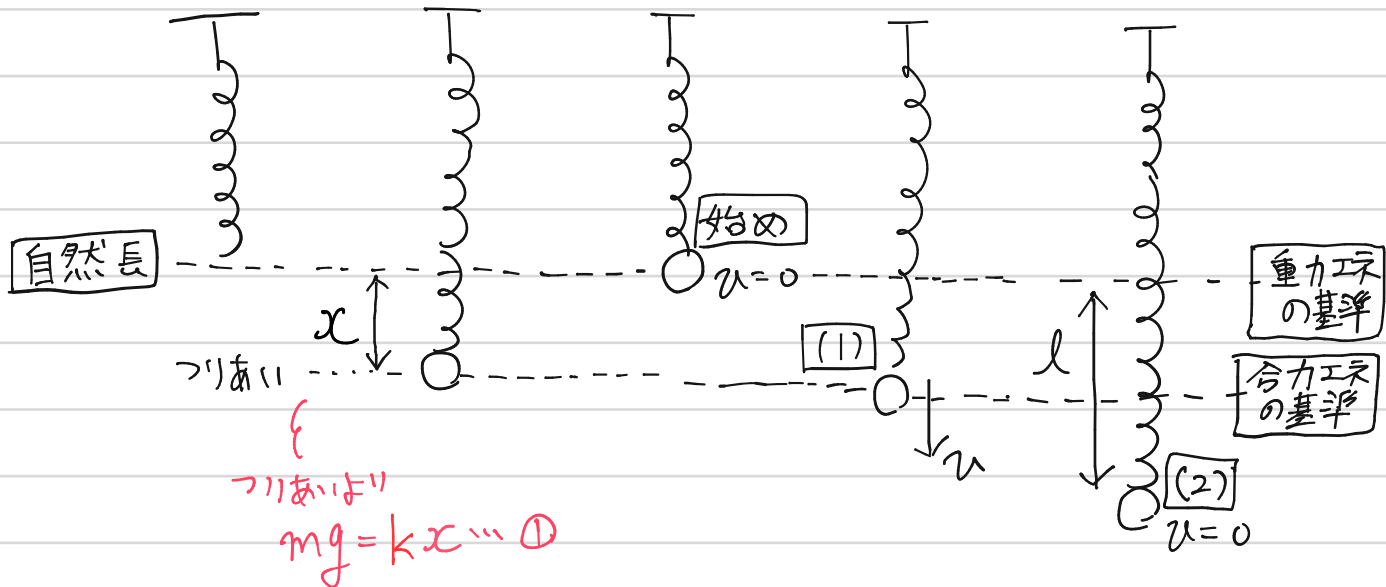 始め
自然長
v=0
重力エネ
の基準
x
(1)
l
つりあい
合力エネ
の基準
v
つりあいより
(2)
mg=kx…①
v=0